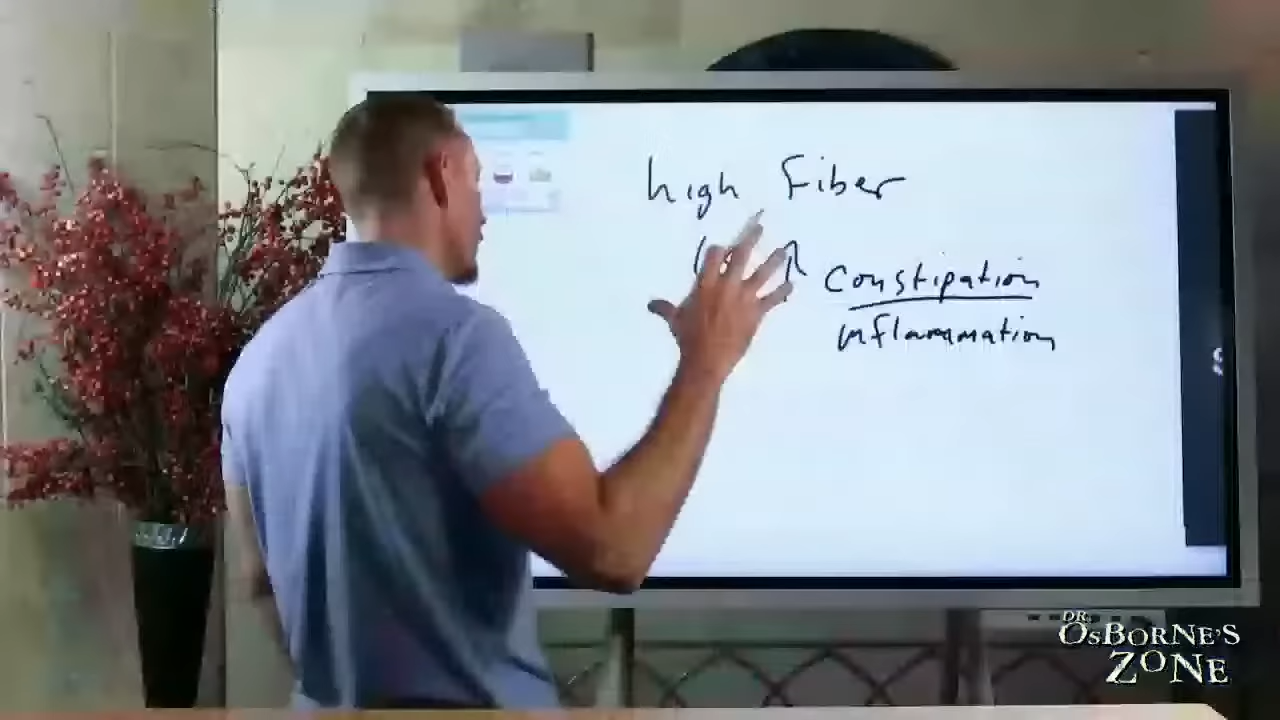 high Fiber
Constipation
inflammation
DR.
OSBORNE'S
ZONE